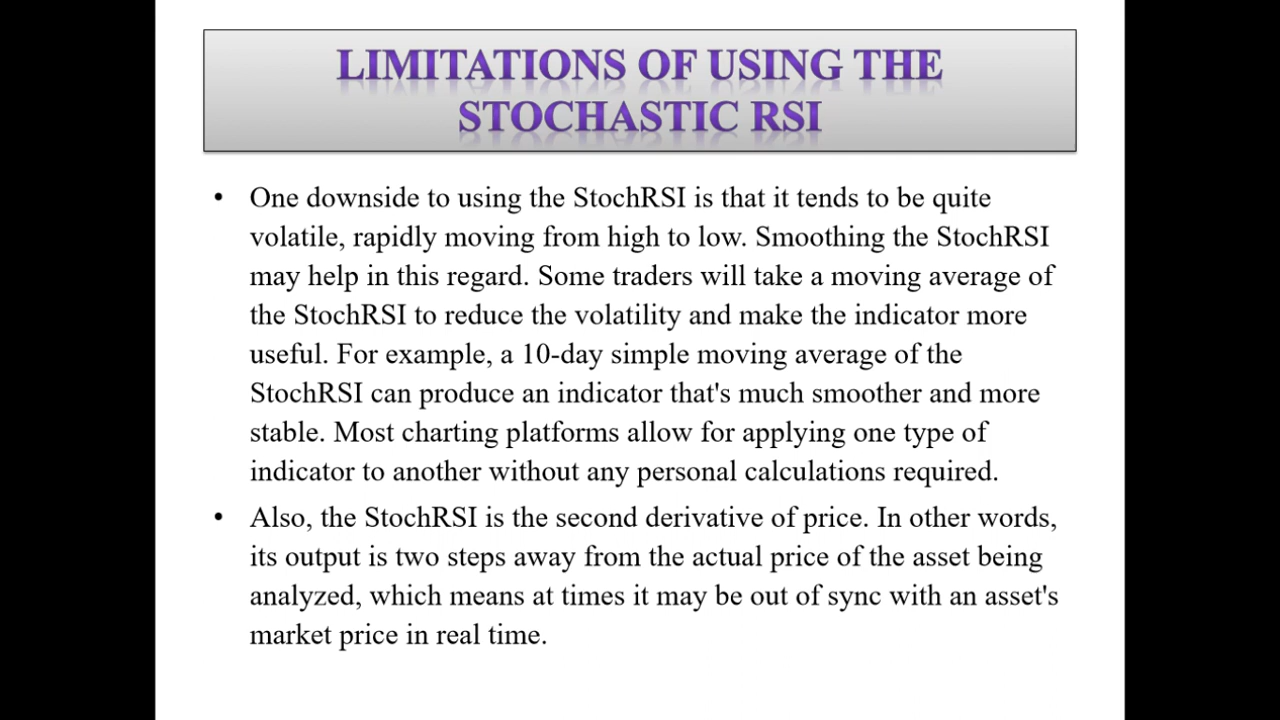 LIMITATIONS OF USING THE
STOCHASTIC RSI
• One downside to using the StochRSI is that it tends to be quite
volatile, rapidly moving from high to low. Smoothing the StochRSI
may help in this regard. Some traders will take a moving average of
the StochRSI to reduce the volatility and make the indicator more
useful. For example, a 10-day simple moving average of the
StochRSI can produce an indicator that's much smoother and more
stable. Most charting platforms allow for applying one type of
indicator to another without any personal calculations required.
• Also, the StochRSI is the second derivative of price. In other words,
its output is two steps away from the actual price of the asset being
analyzed, which means at times it may be out of sync with an asset's
market price in real time.